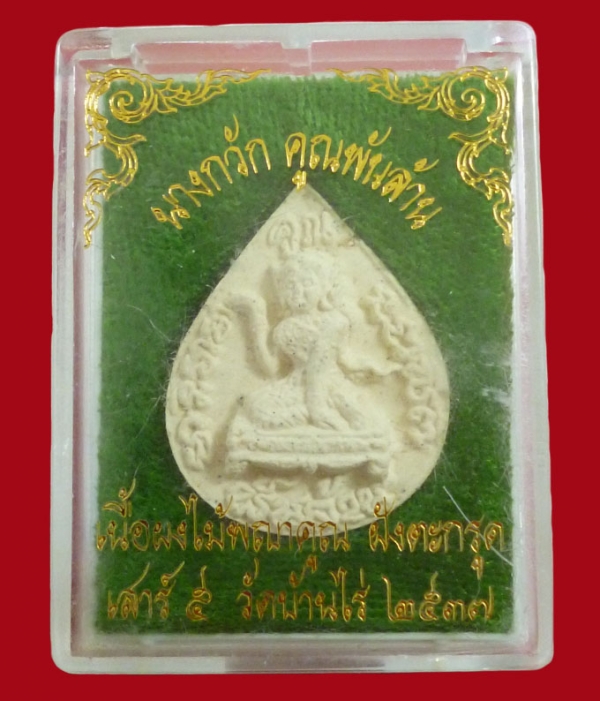 นางกวัก คูณพันล้าน
เนื้อผงไม้พญาคูณ ฝังตะกรุด
เสาร์ ๕ วัดบ้านไร่ ๒๕๓๗